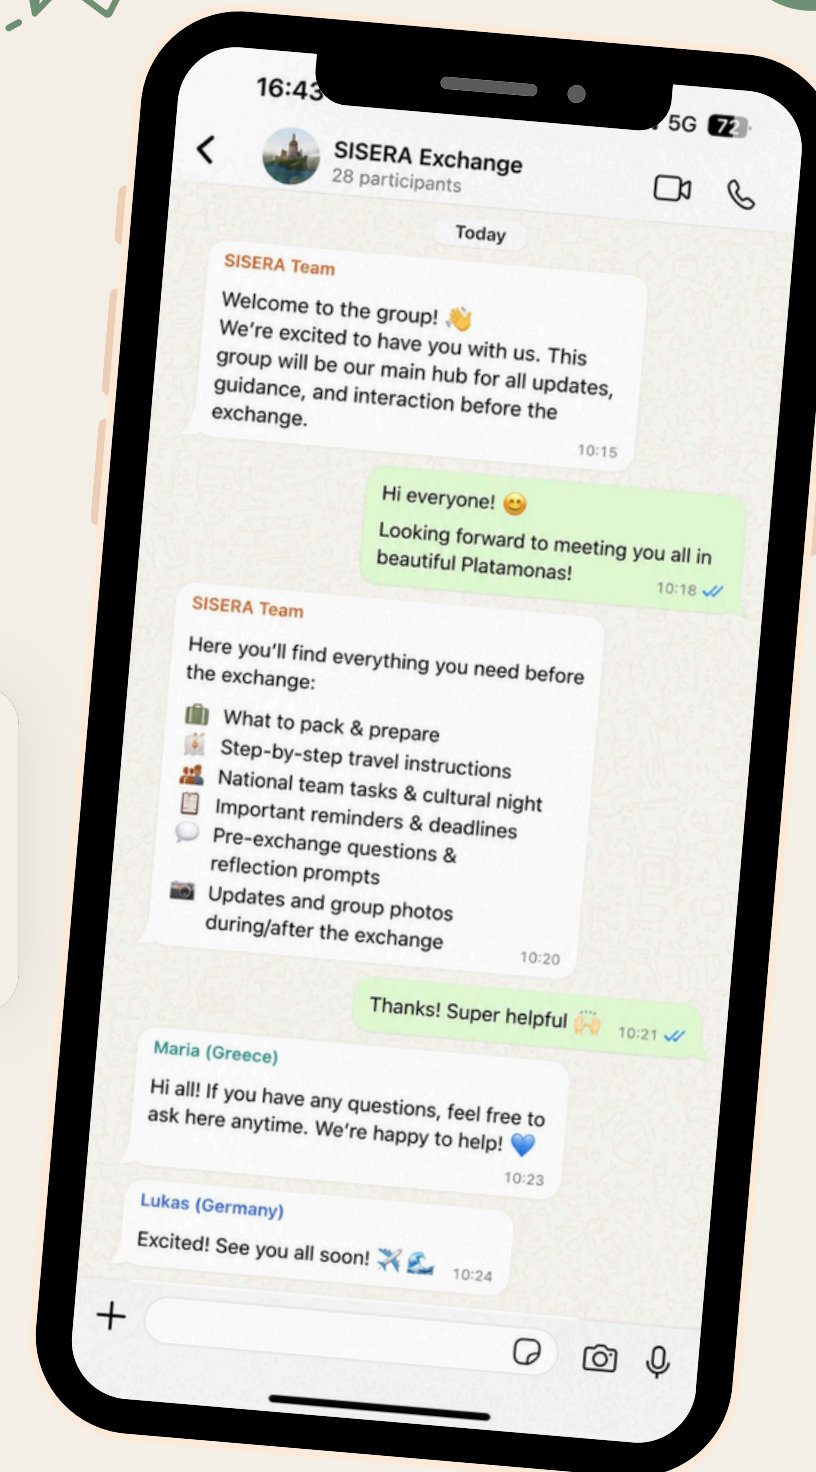 16:43
5G 72
SISERA Exchange
28 participants
Today
SISERA Team
Welcome to the group! 👋
We’re excited to have you with us. This
group will be our main hub for all updates,
guidance, and interaction before the
exchange.
10:15
Hi everyone! 😊
Looking forward to meeting you all in
beautiful Platamonas!
10:18
SISERA Team
Here you’ll find everything you need before
the exchange:
What to pack & prepare
Step-by-step travel instructions
National team tasks & cultural night
Important reminders & deadlines
Pre-exchange questions &
reflection prompts
Updates and group photos
during/after the exchange
10:20
Thanks! Super helpful 🙌🏻 10:21
Maria (Greece)
Hi all! If you have any questions, feel free to
ask here anytime. We’re happy to help! 💙
10:23
Lukas (Germany)
Excited! See you all soon! ✈️ 🌊 10:24